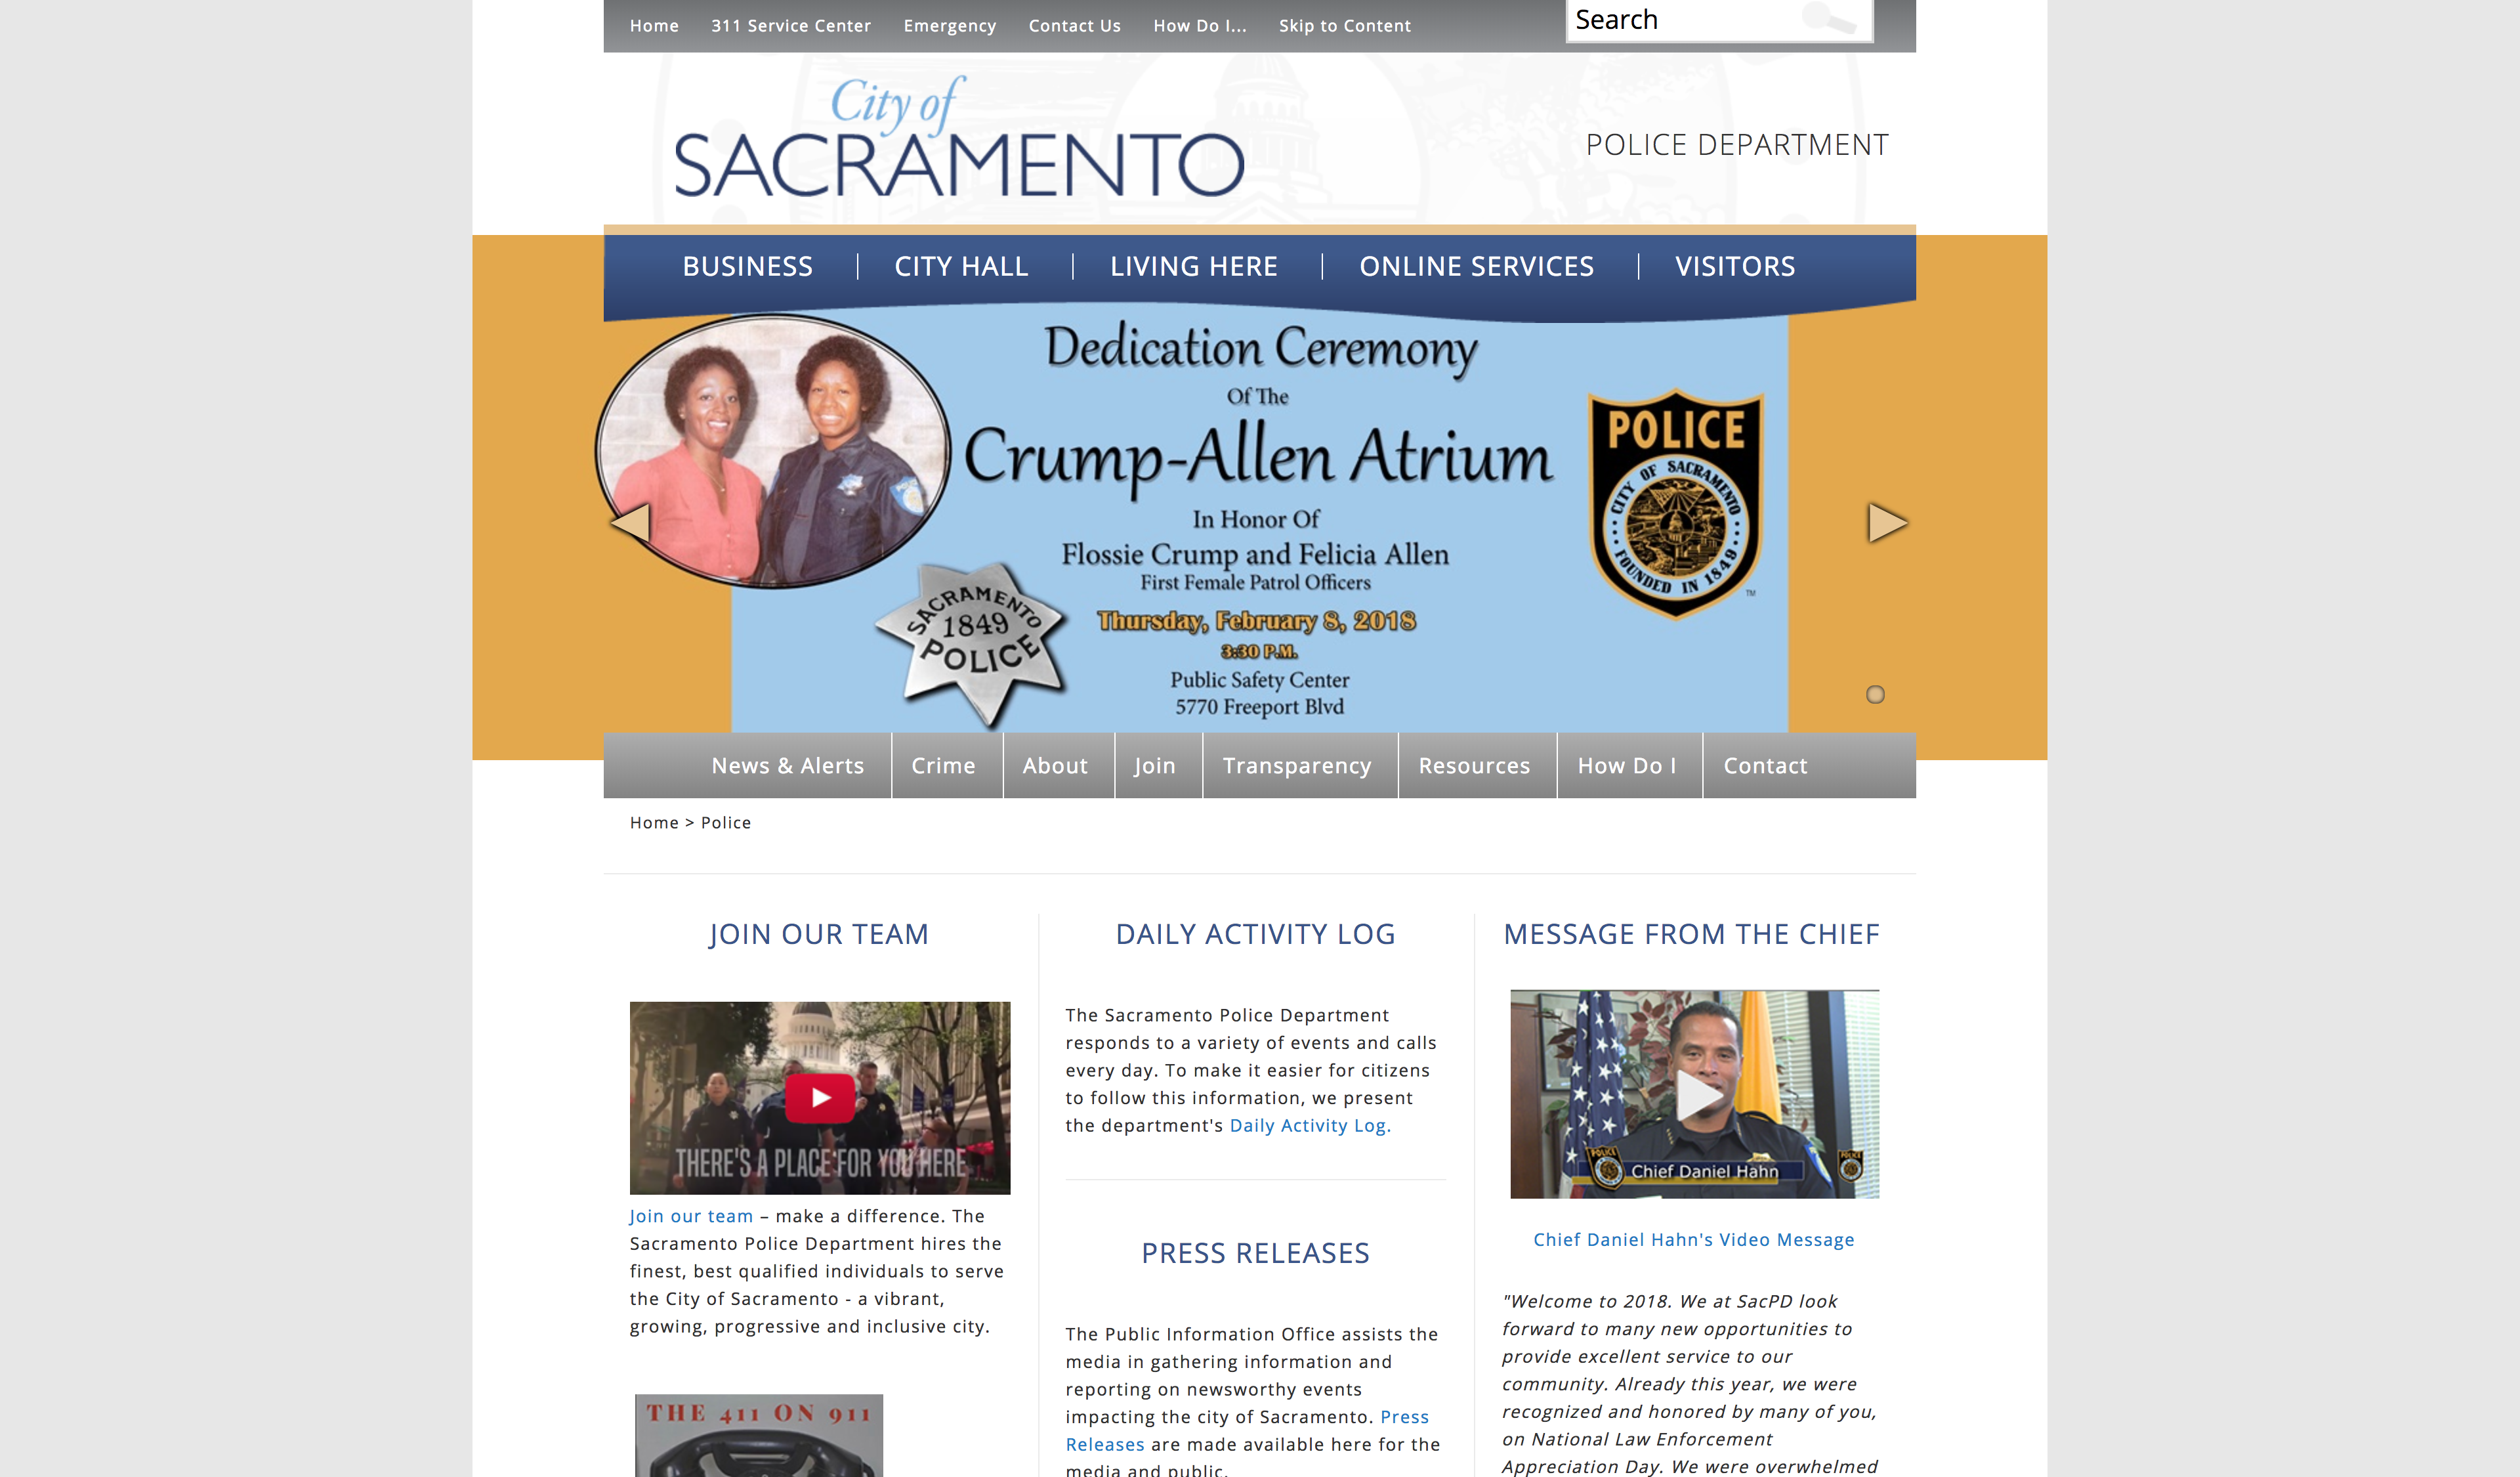 Home 311 Service Center Emergency Contact Us How Do I... Skip to Content
Search
City of
SACRAMENTO
POLICE DEPARTMENT
BUSINESS CITY HALL LIVING HERE ONLINE SERVICES VISITORS
Dedication Ceremony
Of The
Crump-Allen Atrium
In Honor Of
Flossie Crump and Felicia Allen
First Female Patrol Officers
Thursday, February 8, 2018
3:30 P.M.
Public Safety Center
5770 Freeport Blvd
SACRAMENTO
1849
POLICE
POLICE
CITY OF SACRAMENTO
FOUNDED IN 1849
TM
News & Alerts Crime About Join Transparency Resources How Do I Contact
Home > Police
JOIN OUR TEAM
THERE'S A PLACE FOR YOU HERE
Join our team – make a difference. The
Sacramento Police Department hires the
finest, best qualified individuals to serve
the City of Sacramento - a vibrant,
growing, progressive and inclusive city.
THE 411 ON 911
DAILY ACTIVITY LOG
The Sacramento Police Department
responds to a variety of events and calls
every day. To make it easier for citizens
to follow this information, we present
the department's Daily Activity Log.
PRESS RELEASES
The Public Information Office assists the
media in gathering information and
reporting on newsworthy events
impacting the city of Sacramento. Press
Releases are made available here for the
media and public.
MESSAGE FROM THE CHIEF
POLICE
Chief Daniel Hahn
POLICE
Chief Daniel Hahn's Video Message
"Welcome to 2018. We at SacPD look
forward to many new opportunities to
provide excellent service to our
community. Already this year, we were
recognized and honored by many of you,
on National Law Enforcement
Appreciation Day. We were overwhelmed